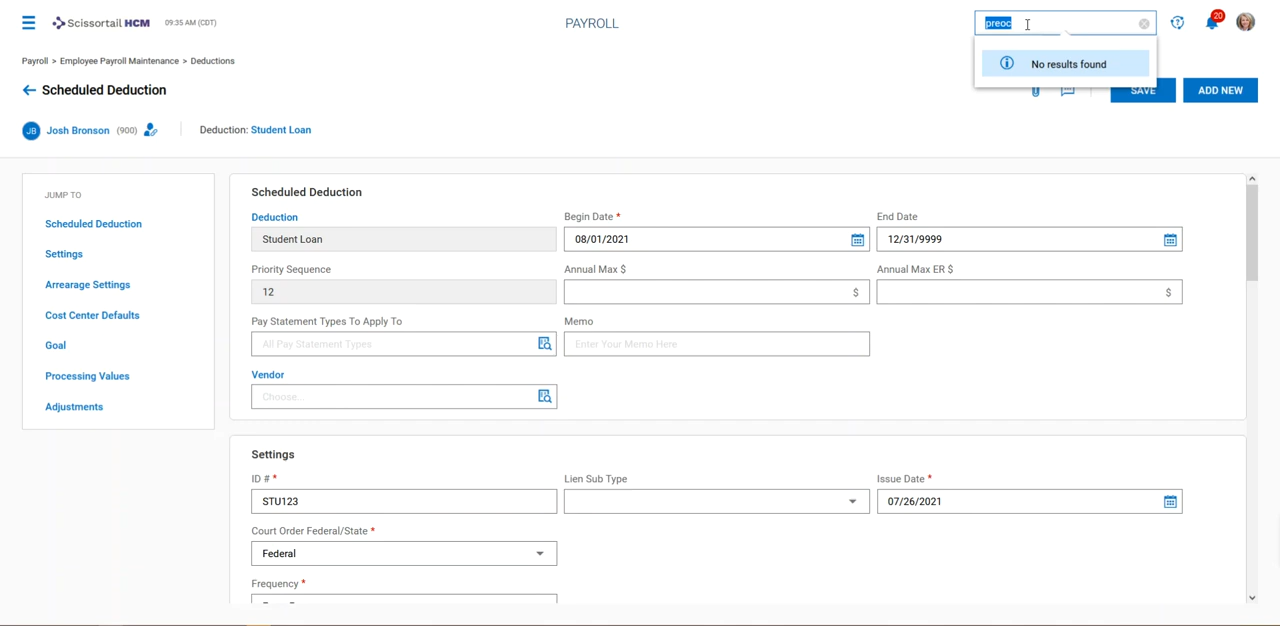 Scissortail HCM 09:35 AM (CDT) PAYROLL preoc 20
No results found
Payroll > Employee Payroll Maintenance > Deductions
Scheduled Deduction SAVE ADD NEW
JB Josh Bronson (900) Deduction: Student Loan
JUMP TO
Scheduled Deduction
Settings
Arrearage Settings
Cost Center Defaults
Goal
Processing Values
Adjustments
Scheduled Deduction
Deduction Begin Date * End Date
Student Loan 08/01/2021 12/31/9999
Priority Sequence Annual Max $ Annual Max ER $
12 $ $
Pay Statement Types To Apply To Memo
All Pay Statement Types Enter Your Memo Here
Vendor
Choose...
Settings
ID # * Lien Sub Type Issue Date *
STU123 07/26/2021
Court Order Federal/State *
Federal
Frequency *